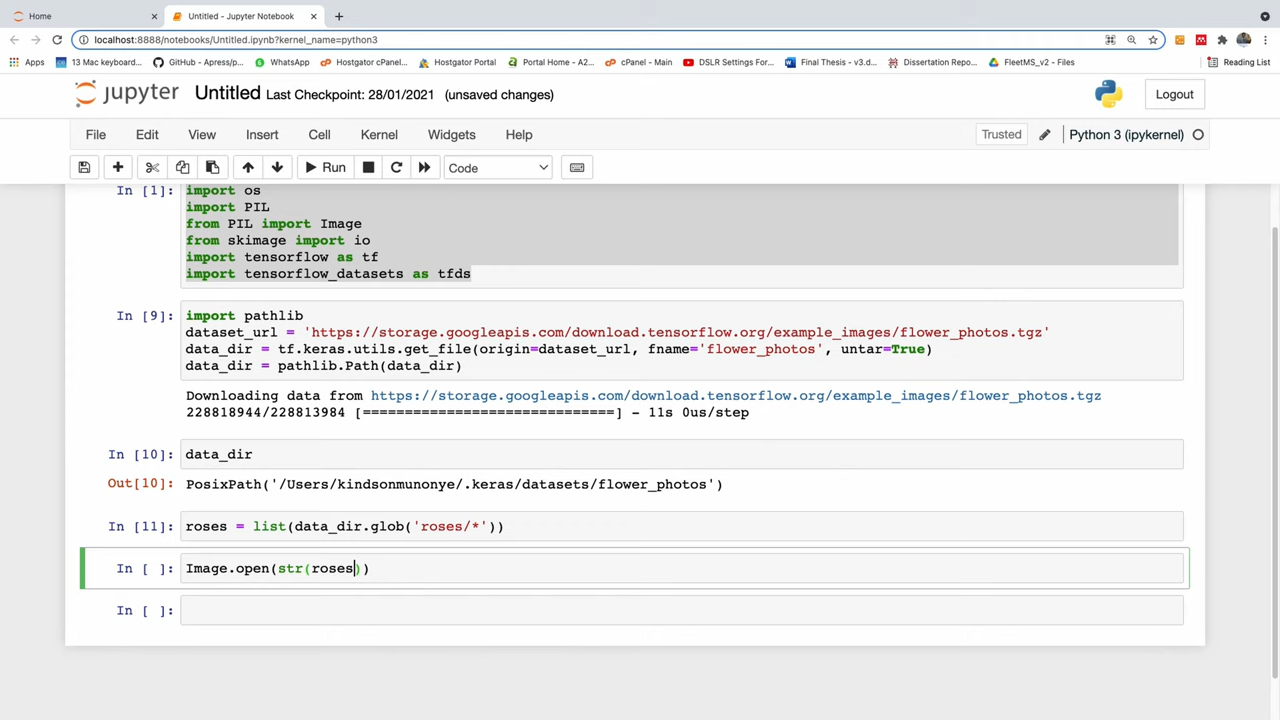 Home
Untitled - Jupyter Notebook
localhost:8888/notebooks/Untitled.ipynb?kernel_name=python3
Apps 13 Mac keyboard... GitHub - Apress/p... WhatsApp Hostgator cPanel... Hostgator Portal Portal Home - A2... cPanel - Main DSLR Settings For... Final Thesis - v3.d... Dissertation Repor... FleetMS_v2 - Files Reading List
jupyter Untitled Last Checkpoint: 28/01/2021 (unsaved changes) Logout
File Edit View Insert Cell Kernel Widgets Help Trusted Python 3 (ipykernel)
Run Code
In [1]: import os
import PIL
from PIL import Image
from skimage import io
import tensorflow as tf
import tensorflow_datasets as tfds
In [9]: import pathlib
dataset_url = 'https://storage.googleapis.com/download.tensorflow.org/example_images/flower_photos.tgz'
data_dir = tf.keras.utils.get_file(origin=dataset_url, fname='flower_photos', untar=True)
data_dir = pathlib.Path(data_dir)
Downloading data from https://storage.googleapis.com/download.tensorflow.org/example_images/flower_photos.tgz
228818944/228813984 [==============================] - 11s 0us/step
In [10]: data_dir
Out[10]: PosixPath('/Users/kindsonmunonye/.keras/datasets/flower_photos')
In [11]: roses = list(data_dir.glob('roses/*'))
In [ ]: Image.open(str(roses))
In [ ]: